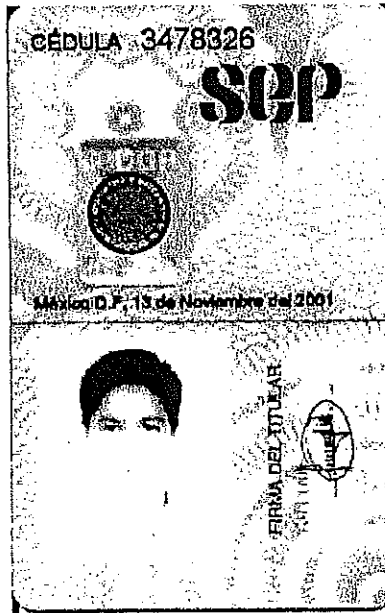 CÉDULA 3478326
SEP
México D.F., 13 de Noviembre del 2001
FIRMA DEL TITULAR